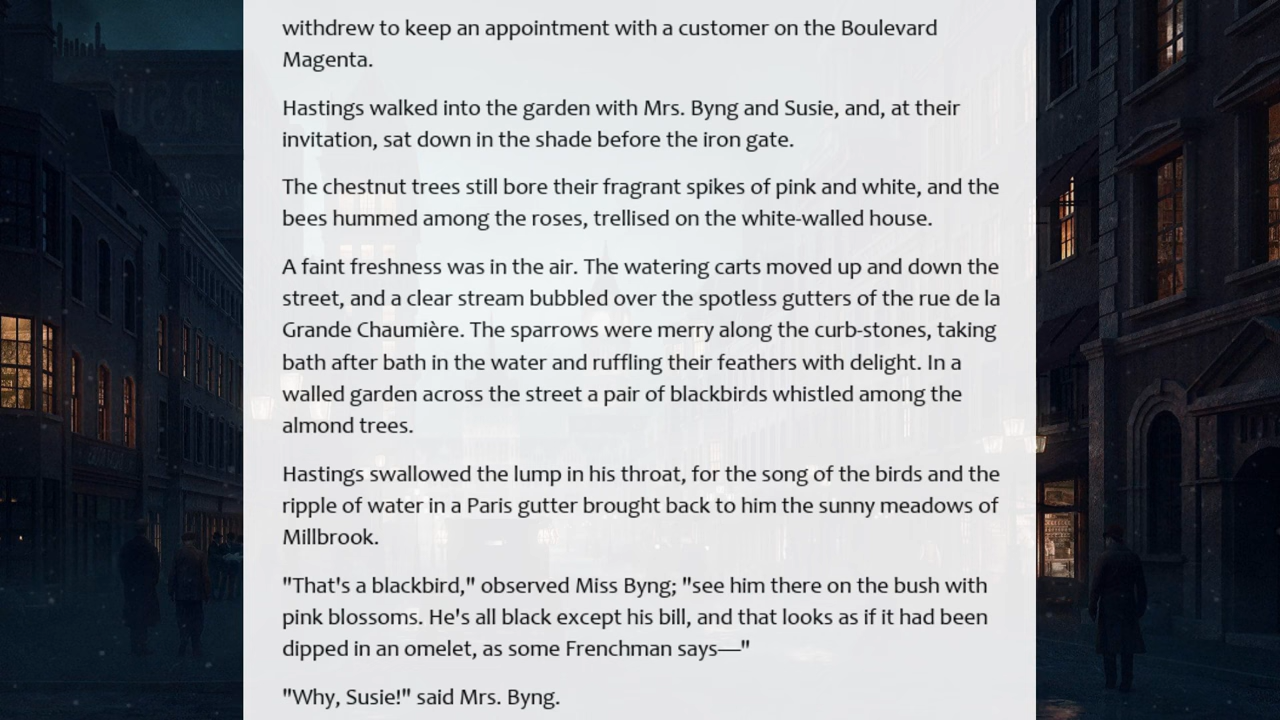 withdrew to keep an appointment with a customer on the Boulevard
Magenta.
Hastings walked into the garden with Mrs. Byng and Susie, and, at their
invitation, sat down in the shade before the iron gate.
The chestnut trees still bore their fragrant spikes of pink and white, and the
bees hummed among the roses, trellised on the white-walled house.
A faint freshness was in the air. The watering carts moved up and down the
street, and a clear stream bubbled over the spotless gutters of the rue de la
Grande Chaumière. The sparrows were merry along the curb-stones, taking
bath after bath in the water and ruffling their feathers with delight. In a
walled garden across the street a pair of blackbirds whistled among the
almond trees.
Hastings swallowed the lump in his throat, for the song of the birds and the
ripple of water in a Paris gutter brought back to him the sunny meadows of
Millbrook.
"That's a blackbird," observed Miss Byng; "see him there on the bush with
pink blossoms. He's all black except his bill, and that looks as if it had been
dipped in an omelet, as some Frenchman says—"
"Why, Susie!" said Mrs. Byng.